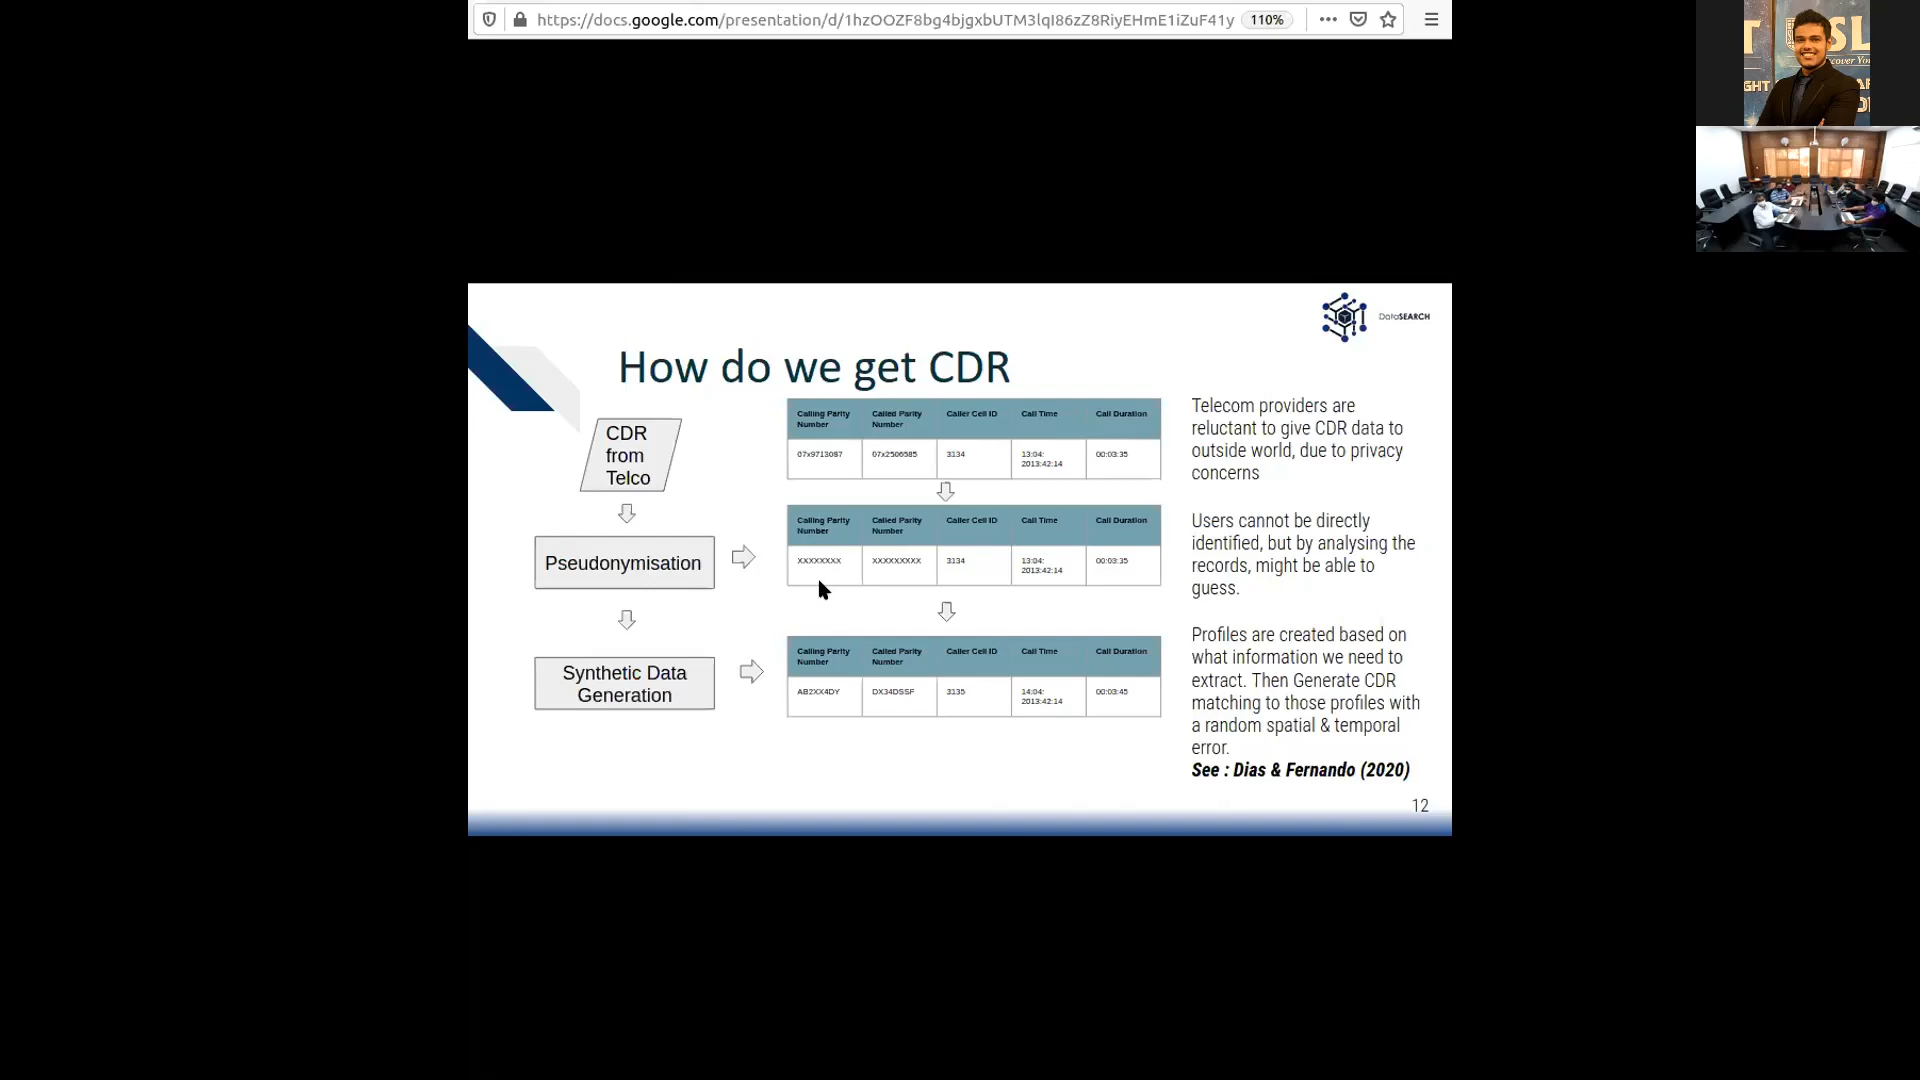 https://docs.google.com/presentation/d/1hzOOZF8bg4bjgxbUTM3lqI86zZ8RiyEHmE1iZuF41y 110%
DataSEARCH
How do we get CDR
CDR
from
Telco
Pseudonymisation
Synthetic Data
Generation
Calling Parity
Number
Called Parity
Number
Caller Cell ID
Call Time
Call Duration
07x9713087
07x2506585
3134
13:04:
2013:42:14
00:03:35
Calling Parity
Number
Called Parity
Number
Caller Cell ID
Call Time
Call Duration
XXXXXXXX
XXXXXXXXX
3134
13:04:
2013:42:14
00:03:35
Calling Parity
Number
Called Parity
Number
Caller Cell ID
Call Time
Call Duration
AB2XX4DY
DX34DSSF
3135
14:04:
2013:42:14
00:03:45
Telecom providers are
reluctant to give CDR data to
outside world, due to privacy
concerns
Users cannot be directly
identified, but by analysing the
records, might be able to
guess.
Profiles are created based on
what information we need to
extract. Then Generate CDR
matching to those profiles with
a random spatial & temporal
error.
See : Dias & Fernando (2020)
12